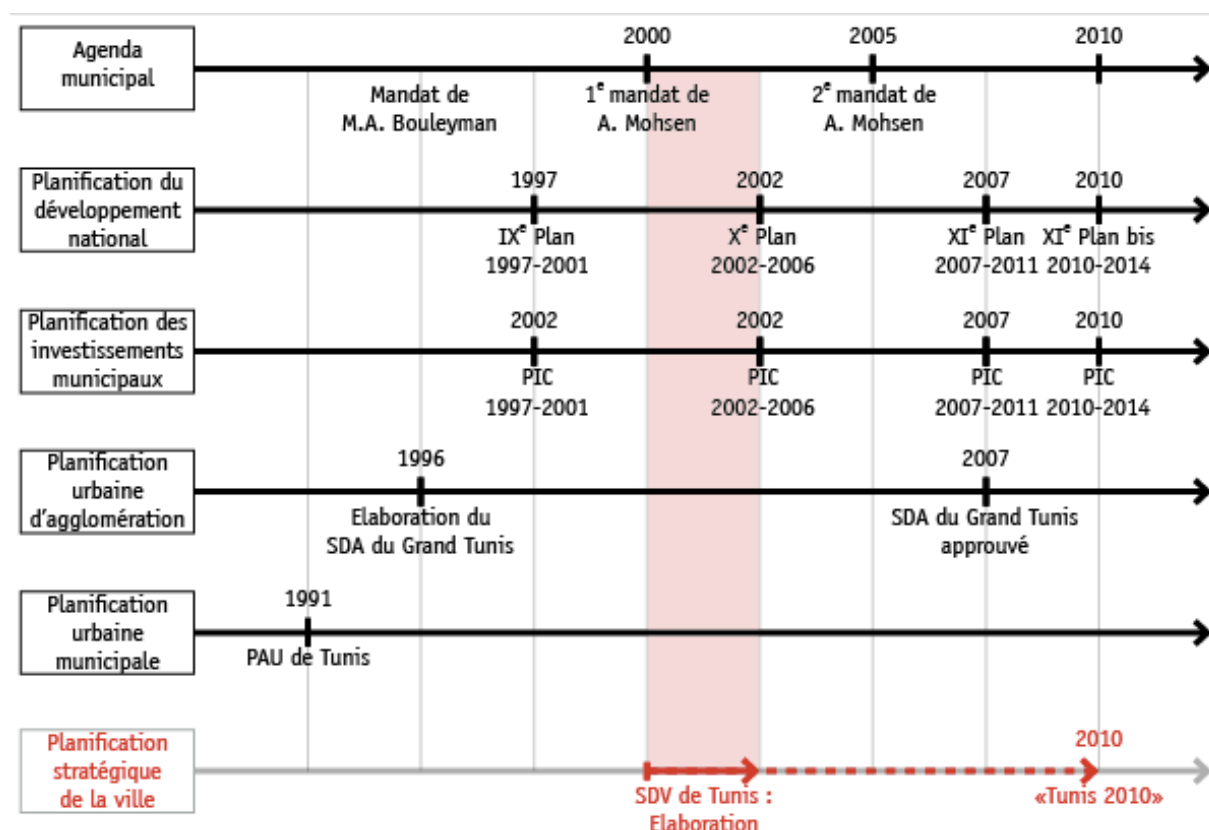 Agenda
municipal
2000
2005
2010
Mandat de
M.A. Bouleyman
1e mandat de
A. Mohsen
2e mandat de
A. Mohsen
Planification du
développement
national
1997
2002
2007
2010
IXe Plan
1997-2001
Xe Plan
2002-2006
XIe Plan
2007-2011
XIe Plan bis
2010-2014
Planification des
investissements
municipaux
2002
2002
2007
2010
PIC
1997-2001
PIC
2002-2006
PIC
2007-2011
PIC
2010-2014
Planification
urbaine
d'agglomération
1996
2007
Elaboration du
SDA du Grand Tunis
SDA du Grand Tunis
approuvé
Planification
urbaine
municipale
1991
PAU de Tunis
Planification
stratégique
de la ville
2010
SDV de Tunis :
Elaboration
«Tunis 2010»